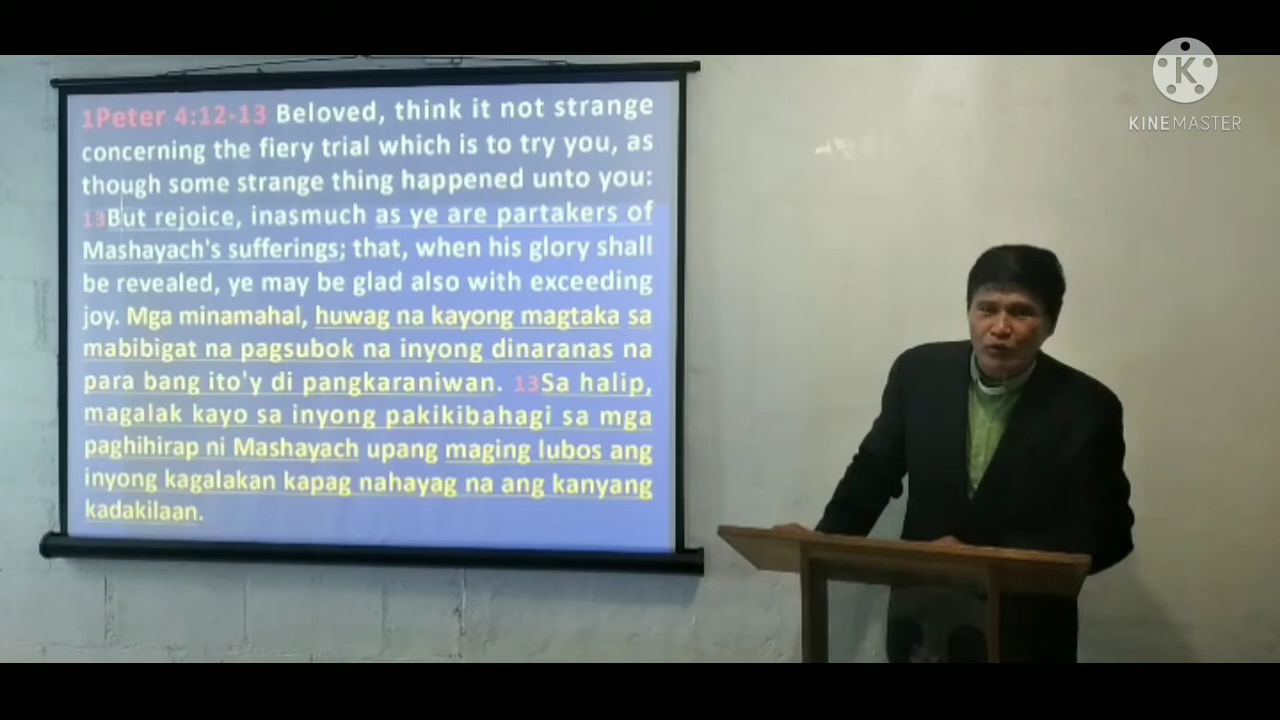 1Peter 4:12-13 Beloved, think it not strange
concerning the fiery trial which is to try you, as
though some strange thing happened unto you:
13But rejoice, inasmuch as ye are partakers of
Mashayach's sufferings; that, when his glory shall
be revealed, ye may be glad also with exceeding
joy. Mga minamahal, huwag na kayong magtaka sa
mabibigat na pagsubok na inyong dinaranas na
para bang ito'y di pangkaraniwan. 13Sa halip,
magalak kayo sa inyong pakikibahagi sa mga
paghihirap ni Mashayach upang maging lubos ang
inyong kagalakan kapag nahayag na ang kanyang
kadakilaan.
K
KINEMASTER